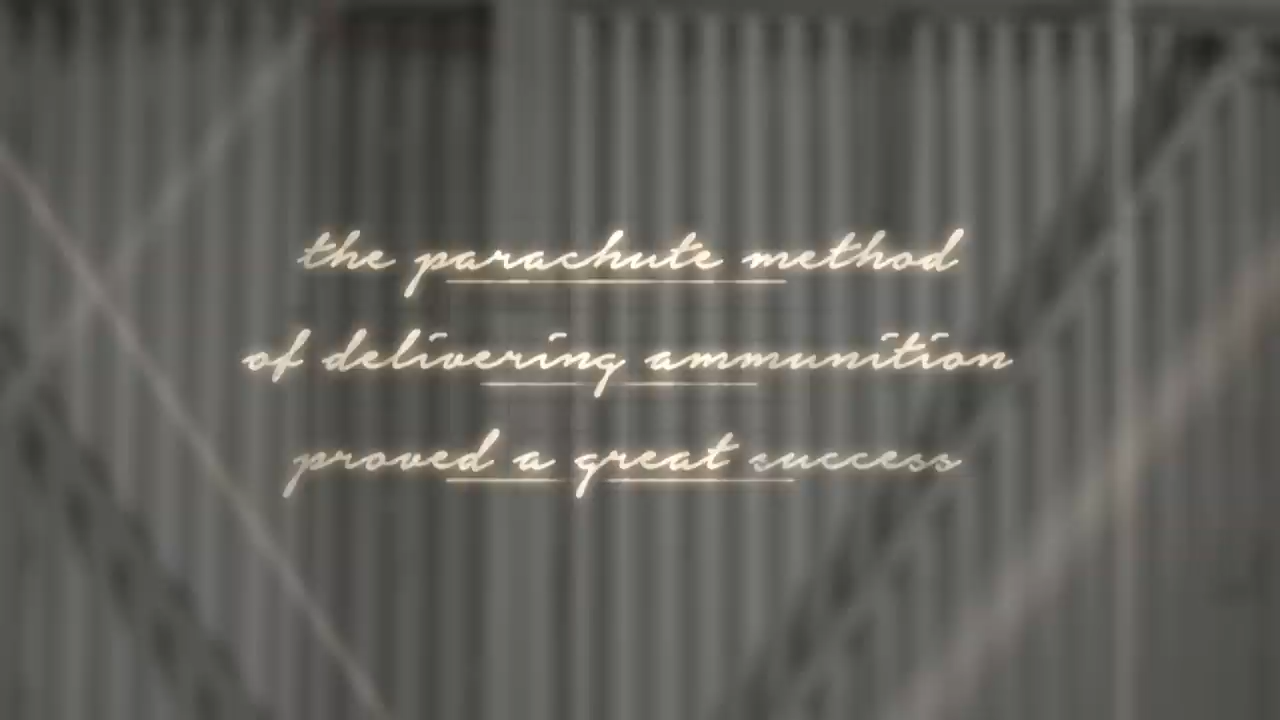 the parachute method
of delivering ammunition
proved a great success